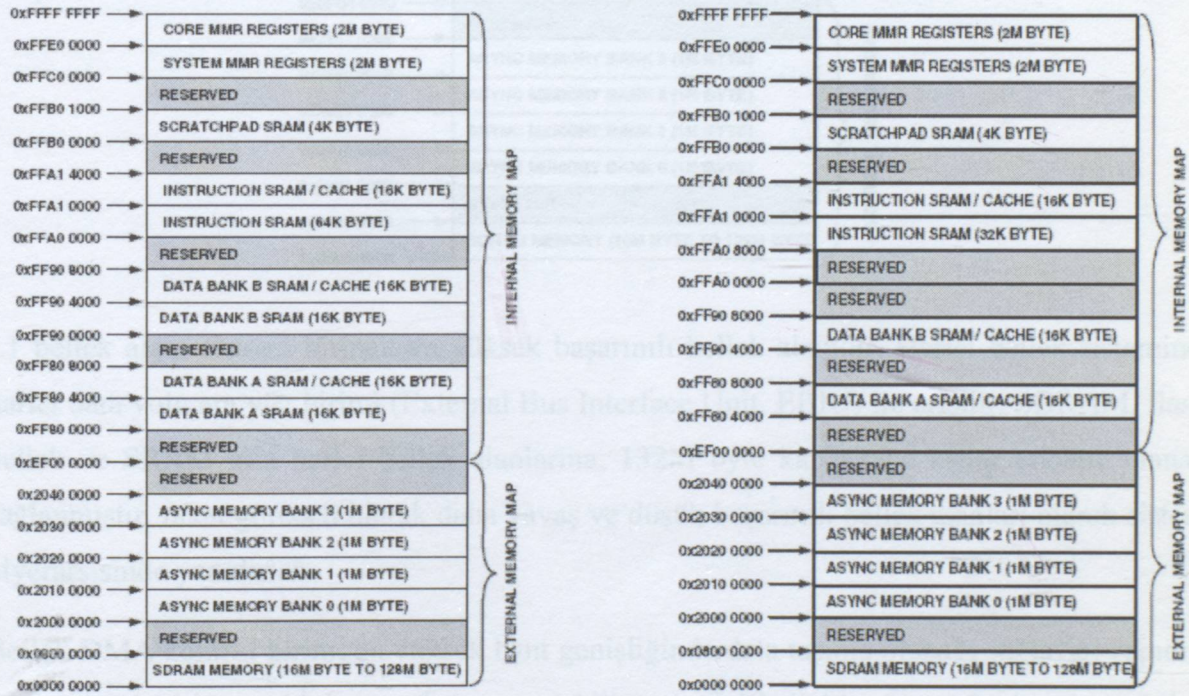 0xFFFF FFFF
CORE MMR REGISTERS (2M BYTE)
0xFFE0 0000
SYSTEM MMR REGISTERS (2M BYTE)
0xFFC0 0000
RESERVED
0xFFB0 1000
SCRATCHPAD SRAM (4K BYTE)
0xFFB0 0000
RESERVED
0xFFA1 4000
INSTRUCTION SRAM / CACHE (16K BYTE)
0xFFA1 0000
INSTRUCTION SRAM (64K BYTE)
0xFFA0 0000
RESERVED
0xFF90 8000
DATA BANK B SRAM / CACHE (16K BYTE)
0xFF90 4000
DATA BANK B SRAM (16K BYTE)
0xFF90 0000
RESERVED
0xFF80 8000
DATA BANK A SRAM / CACHE (16K BYTE)
0xFF80 4000
DATA BANK A SRAM (16K BYTE)
0xFF80 0000
RESERVED
0xEF00 0000
RESERVED
0x2040 0000
ASYNC MEMORY BANK 3 (1M BYTE)
0x2030 0000
ASYNC MEMORY BANK 2 (1M BYTE)
0x2020 0000
ASYNC MEMORY BANK 1 (1M BYTE)
0x2010 0000
ASYNC MEMORY BANK 0 (1M BYTE)
0x2000 0000
RESERVED
0x0800 0000
SDRAM MEMORY (16M BYTE TO 128M BYTE)
0x0000 0000
INTERNAL MEMORY MAP
EXTERNAL MEMORY MAP
0xFFFF FFFF
CORE MMR REGISTERS (2M BYTE)
0xFFE0 0000
SYSTEM MMR REGISTERS (2M BYTE)
0xFFC0 0000
RESERVED
0xFFB0 1000
SCRATCHPAD SRAM (4K BYTE)
0xFFB0 0000
RESERVED
0xFFA1 4000
INSTRUCTION SRAM / CACHE (16K BYTE)
0xFFA1 0000
INSTRUCTION SRAM (32K BYTE)
0xFFA0 8000
RESERVED
0xFFA0 0000
RESERVED
0xFF90 8000
DATA BANK B SRAM / CACHE (16K BYTE)
0xFF90 4000
RESERVED
0xFF80 8000
DATA BANK A SRAM / CACHE (16K BYTE)
0xFF80 4000
RESERVED
0xEF00 0000
RESERVED
0x2040 0000
ASYNC MEMORY BANK 3 (1M BYTE)
0x2030 0000
ASYNC MEMORY BANK 2 (1M BYTE)
0x2020 0000
ASYNC MEMORY BANK 1 (1M BYTE)
0x2010 0000
ASYNC MEMORY BANK 0 (1M BYTE)
0x2000 0000
RESERVED
0x0800 0000
SDRAM MEMORY (16M BYTE TO 128M BYTE)
0x0000 0000
INTERNAL MEMORY MAP
EXTERNAL MEMORY MAP